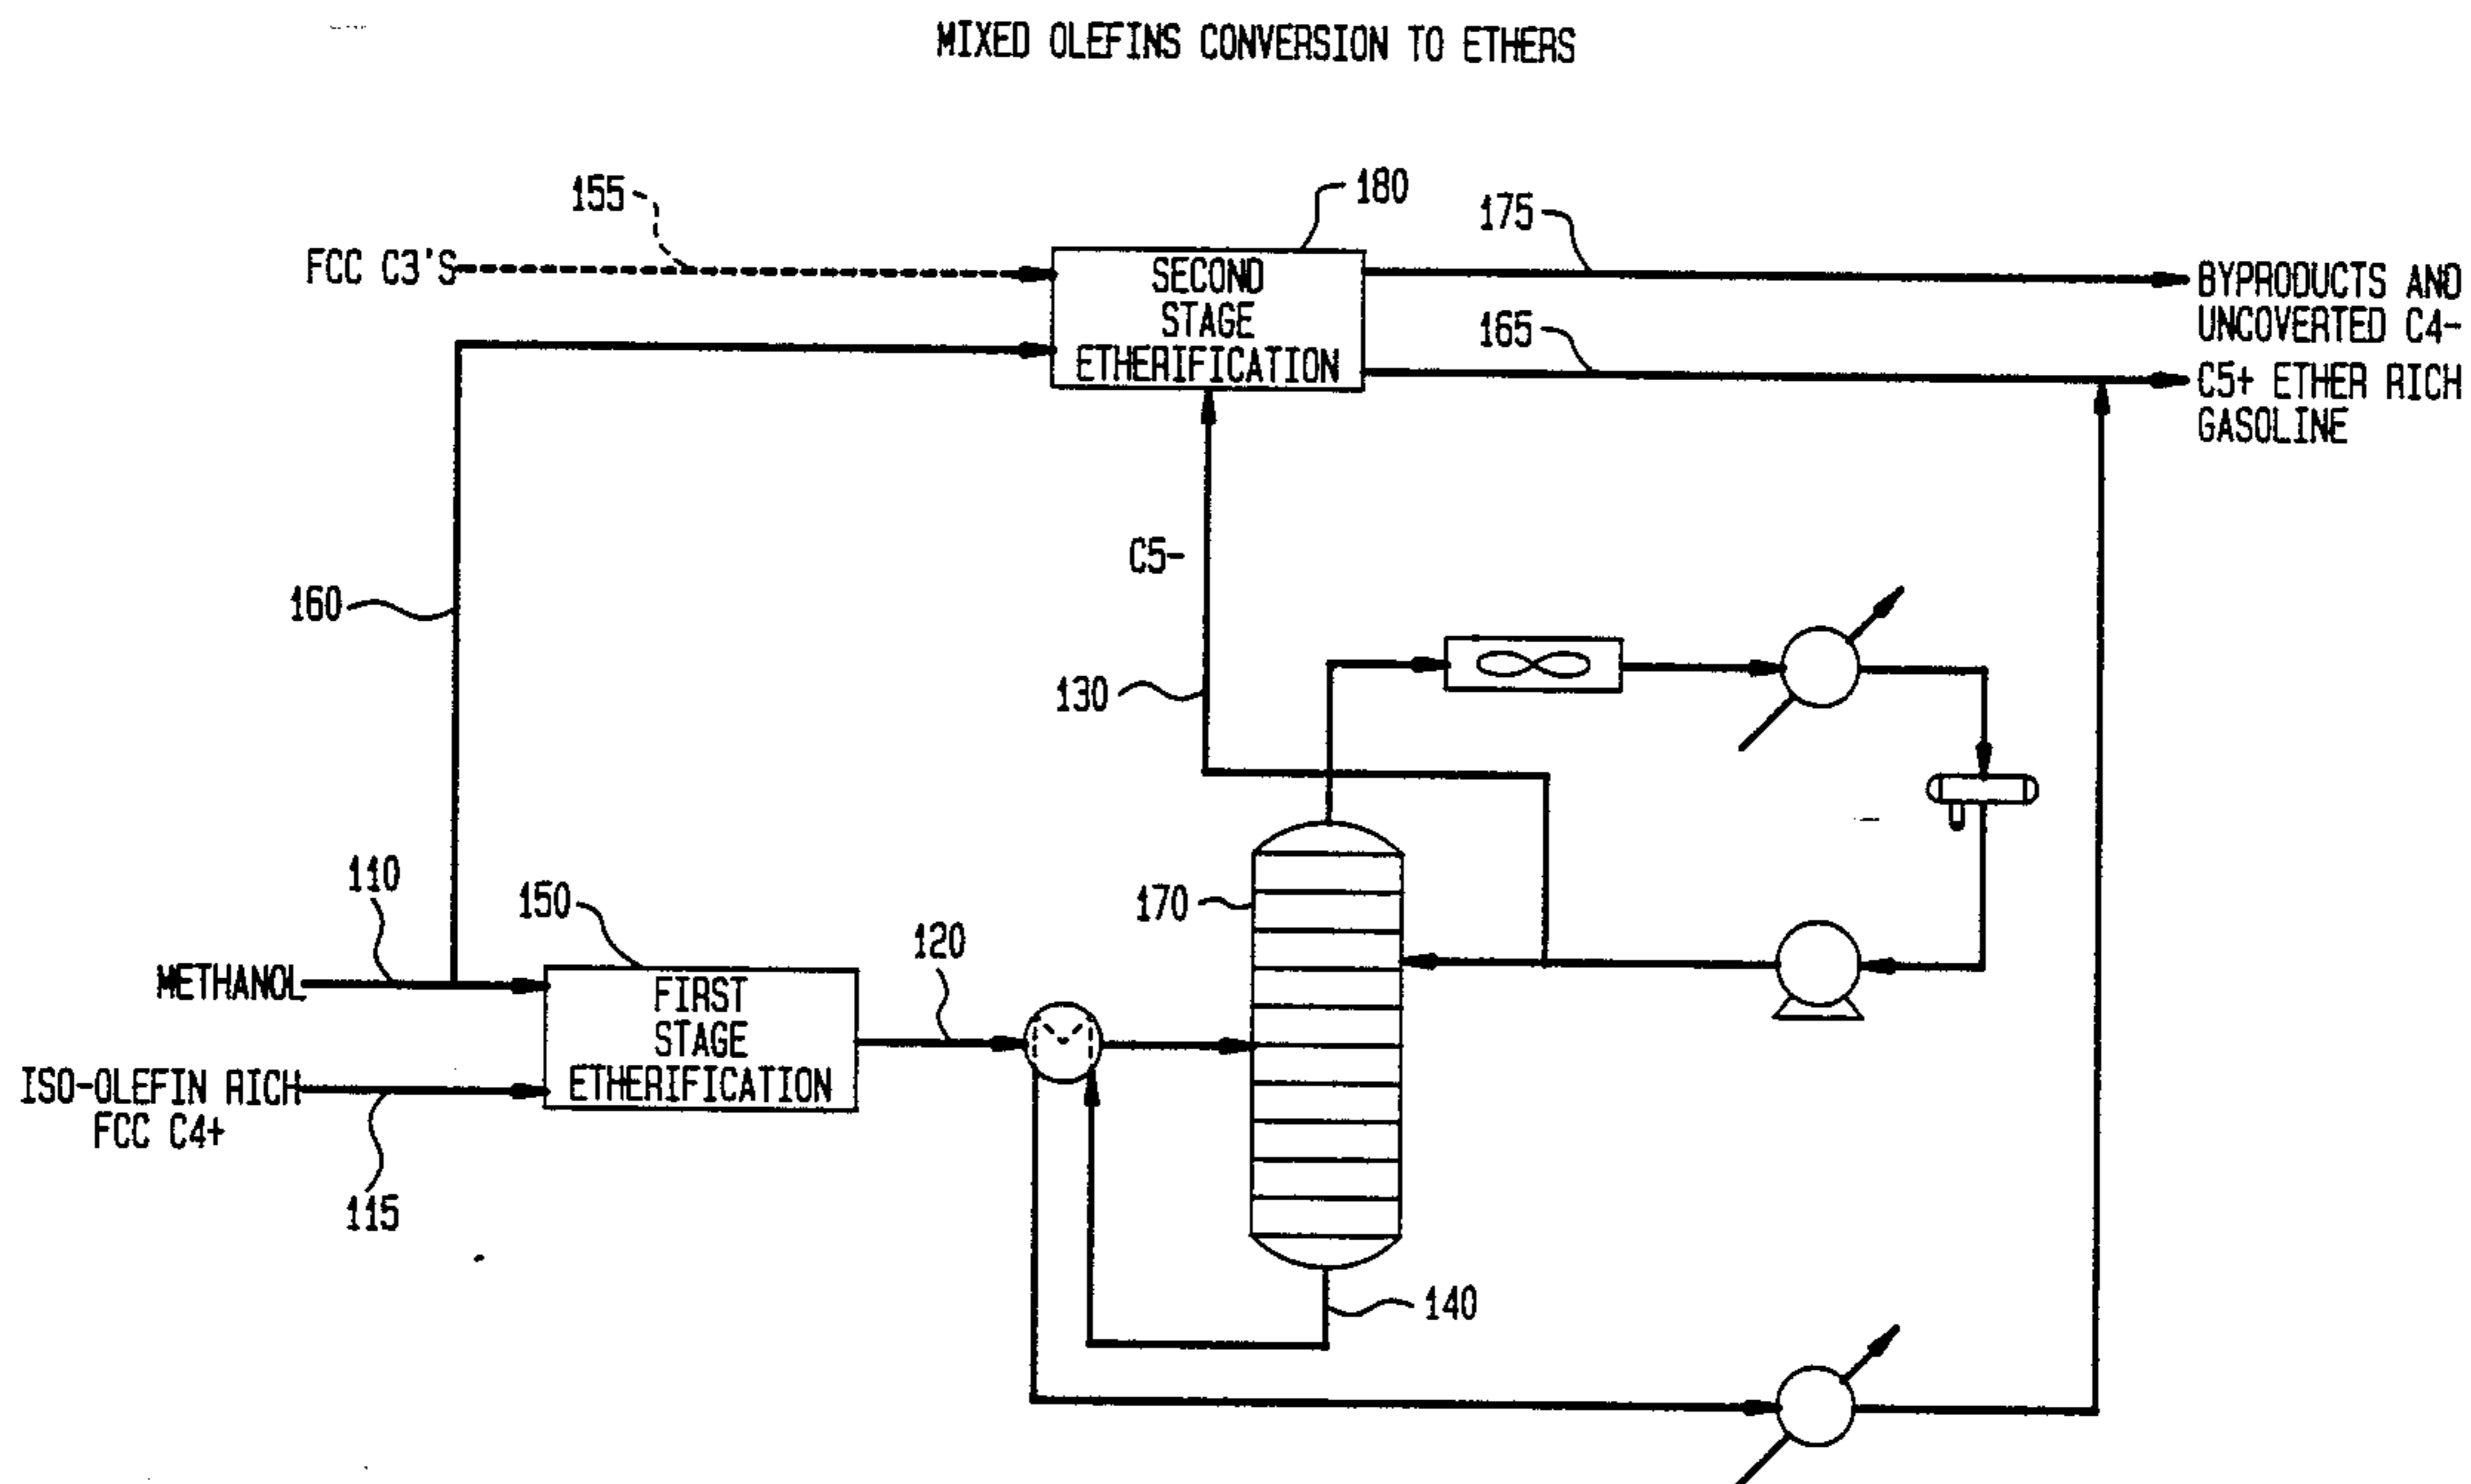 MIXED OLEFINS CONVERSION TO ETHERS
155
180
175
FCC C3'S
SECOND
STAGE
ETHERIFICATION
BYPRODUCTS AND
UNCOVERTED C4-
165
C5+ ETHER RICH
GASOLINE
C5-
160
130
110
150
170
120
METHANOL
FIRST
STAGE
ETHERIFICATION
ISO-OLEFIN RICH
FCC C4+
115
140